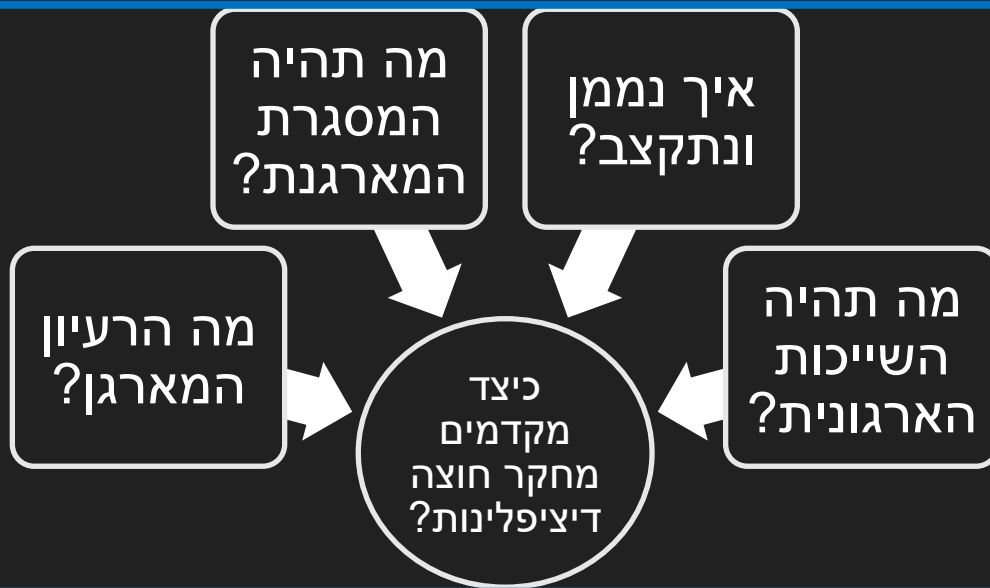 מה תהיה
השייכות
הארגונית?
איך נממן
ונתקצב?
מה תהיה
המסגרת
המארגנת?
מה הרעיון
המארגן?
כיצד
מקדמים
מחקר חוצה
דיציפלינות?